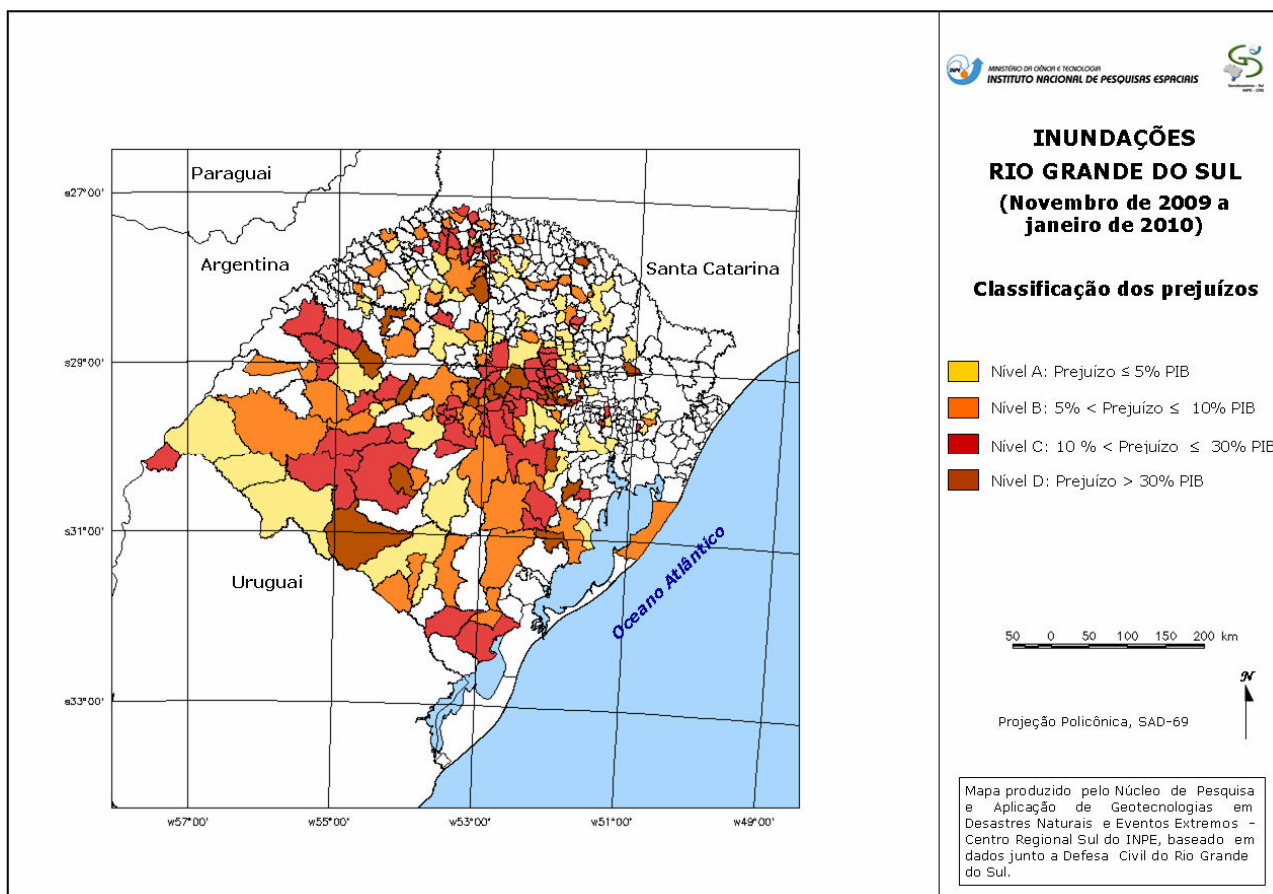 MINISTÉRIO DA CIÊNCIA E TECNOLOGIA
INPE
INSTITUTO NACIONAL DE PESQUISAS ESPACIAIS
INPE - CRS
INUNDAÇÕES
RIO GRANDE DO SUL
(Novembro de 2009 a
janeiro de 2010)
Classificação dos prejuízos
Nível A: Prejuízo ≤ 5% PIB
Nível B: 5% < Prejuízo ≤ 10% PIB
Nível C: 10 % < Prejuízo ≤ 30% PIB
Nível D: Prejuízo > 30% PIB
50 0 50 100 150 200 km
N
Projeção Policônica, SAD-69
Mapa produzido pelo Núcleo de Pesquisa
e Aplicação de Geotecnologias em
Desastres Naturais e Eventos Extremos -
Centro Regional Sul do INPE, baseado em
dados junto a Defesa Civil do Rio Grande
do Sul.
Paraguai
Argentina
Santa Catarina
Uruguai
Oceano Atlântico
s27°00'
s29°00'
s31°00'
s33°00'
w57°00'
w55°00'
w53°00'
w51°00'
w49°00'